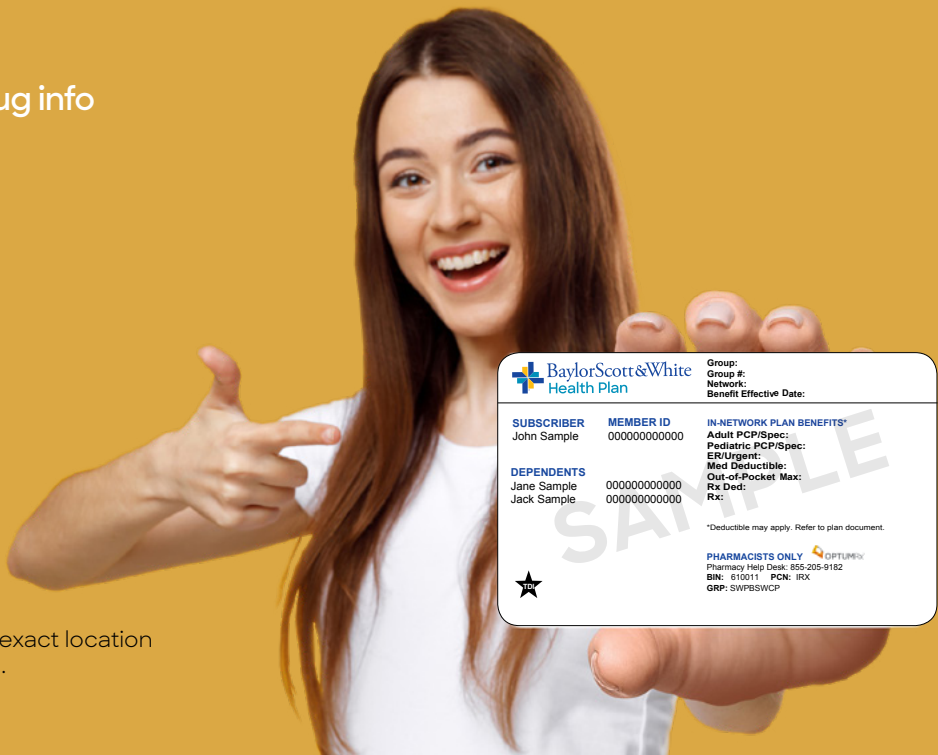 ug info
BaylorScott&White
Health Plan
Group:
Group #:
Network:
Benefit Effective Date:
SUBSCRIBER MEMBER ID
John Sample 000000000000
DEPENDENTS
Jane Sample 000000000000
Jack Sample 000000000000
IN-NETWORK PLAN BENEFITS*
Adult PCP/Spec:
Pediatric PCP/Spec:
ER/Urgent:
Med Deductible:
Out-of-Pocket Max:
Rx Ded:
Rx:
*Deductible may apply. Refer to plan document.
SAMPLE
PHARMACISTS ONLY OPTUMRx
Pharmacy Help Desk: 855-205-9182
BIN: 610011 PCN: IRX
GRP: SWPBSWCP
TDI
exact location
.